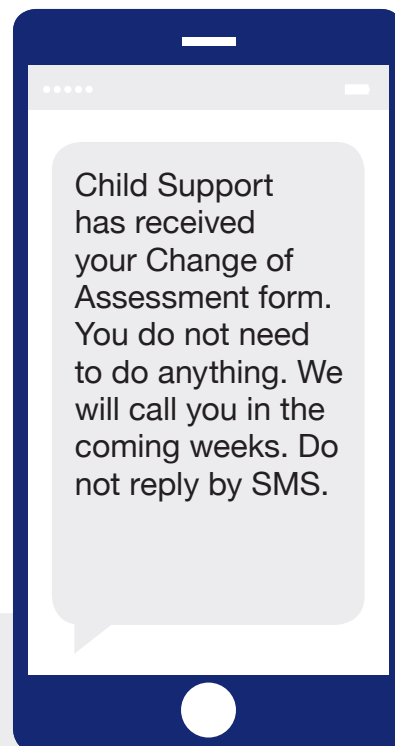 Child Support
has received
your Change of
Assessment form.
You do not need
to do anything. We
will call you in the
coming weeks. Do
not reply by SMS.